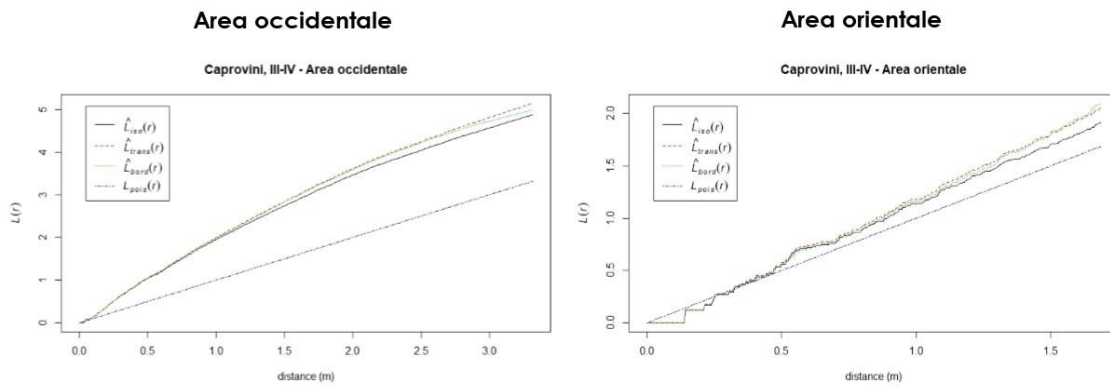 Area occidentale
Caprovini, III-IV - Area occidentale
L̂iso(r)
L̂trans(r)
L̂bord(r)
Lpois(r)
L(r)
5
4
3
2
1
0
0.0 0.5 1.0 1.5 2.0 2.5 3.0
distance (m)
Area orientale
Caprovini, III-IV - Area orientale
L̂iso(r)
L̂trans(r)
L̂bord(r)
Lpois(r)
L(r)
2.0
1.5
1.0
0.5
0.0
0.0 0.5 1.0 1.5
distance (m)